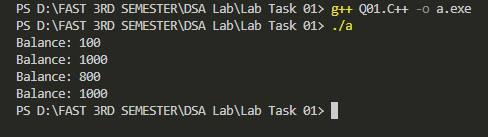 PS D:\FAST 3RD SEMESTER\DSA Lab\Lab Task 01> g++ Q01.C++ -o a.exe
PS D:\FAST 3RD SEMESTER\DSA Lab\Lab Task 01> ./a
Balance: 100
Balance: 1000
Balance: 800
Balance: 1000
PS D:\FAST 3RD SEMESTER\DSA Lab\Lab Task 01>